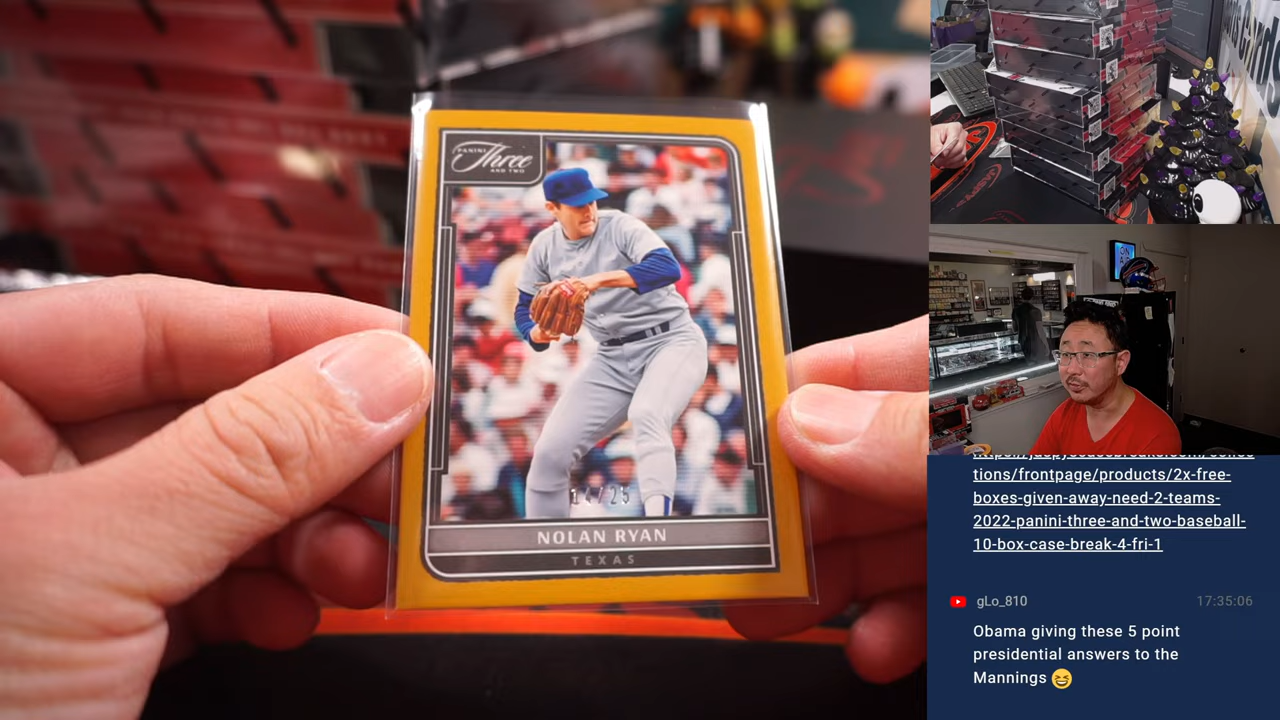 PANINI
Three
AND TWO
14/25
NOLAN RYAN
TEXAS
tions/frontpage/products/2x-free-
boxes-given-away-need-2-teams-
2022-panini-three-and-two-baseball-
10-box-case-break-4-fri-1
gLo_810
17:35:06
Obama giving these 5 point
presidential answers to the
Mannings 😆